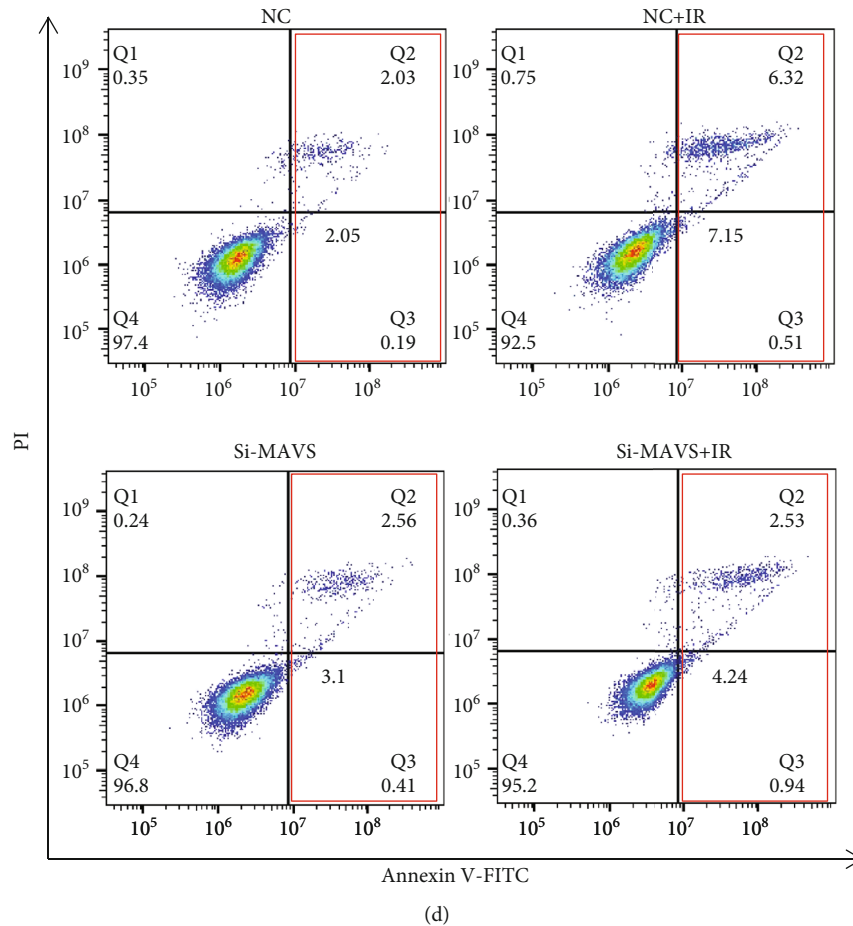 NC
Q1
0.35
Q2
2.03
2.05
Q4
97.4
Q3
0.19
10⁹
10⁸
10⁷
10⁶
10⁵
10⁵ 10⁶ 10⁷ 10⁸
NC+IR
Q1
0.75
Q2
6.32
7.15
Q4
92.5
Q3
0.51
10⁹
10⁸
10⁷
10⁶
10⁵
10⁵ 10⁶ 10⁷ 10⁸
Si-MAVS
Q1
0.24
Q2
2.56
3.1
Q4
96.8
Q3
0.41
10⁹
10⁸
10⁷
10⁶
10⁵
10⁵ 10⁶ 10⁷ 10⁸
Si-MAVS+IR
Q1
0.36
Q2
2.53
4.24
Q4
95.2
Q3
0.94
10⁹
10⁸
10⁷
10⁶
10⁵
10⁵ 10⁶ 10⁷ 10⁸
PI
Annexin V-FITC
(d)